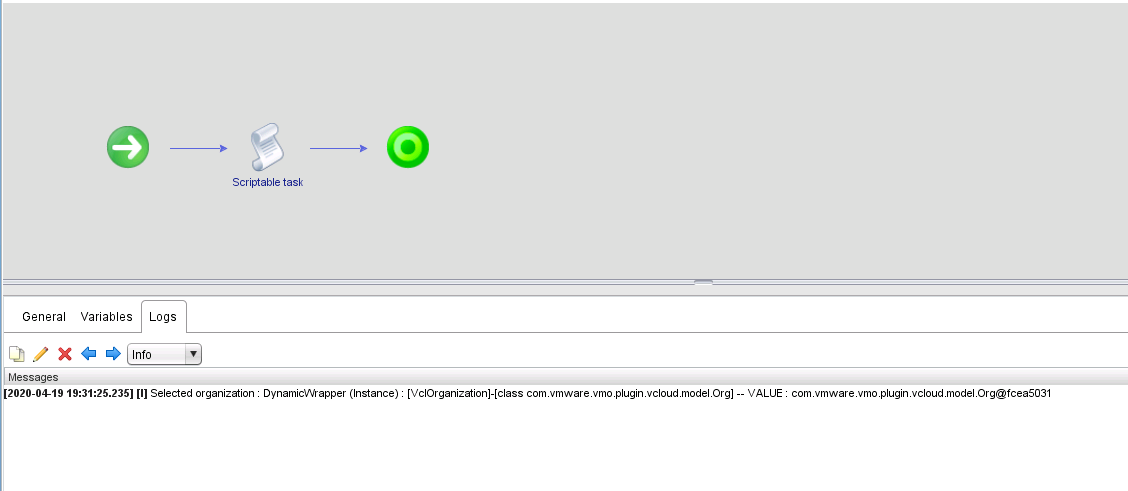 Scriptable task
General Variables Logs
Info
Messages
[2020-04-19 19:31:25.235] [I] Selected organization : DynamicWrapper (Instance) : [VclOrganization]-[class com.vmware.vmo.plugin.vcloud.model.Org] -- VALUE : com.vmware.vmo.plugin.vcloud.model.Org@fcea5031